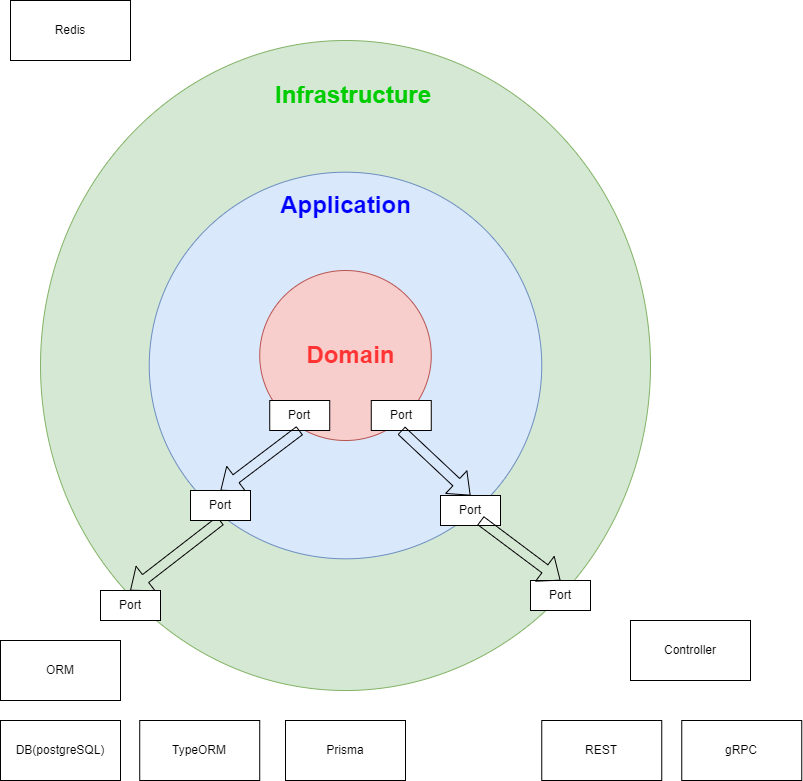 Redis
Infrastructure
Application
Domain
Port
Port
Port
Port
Port
Port
ORM
Controller
DB(postgreSQL)
TypeORM
Prisma
REST
gRPC